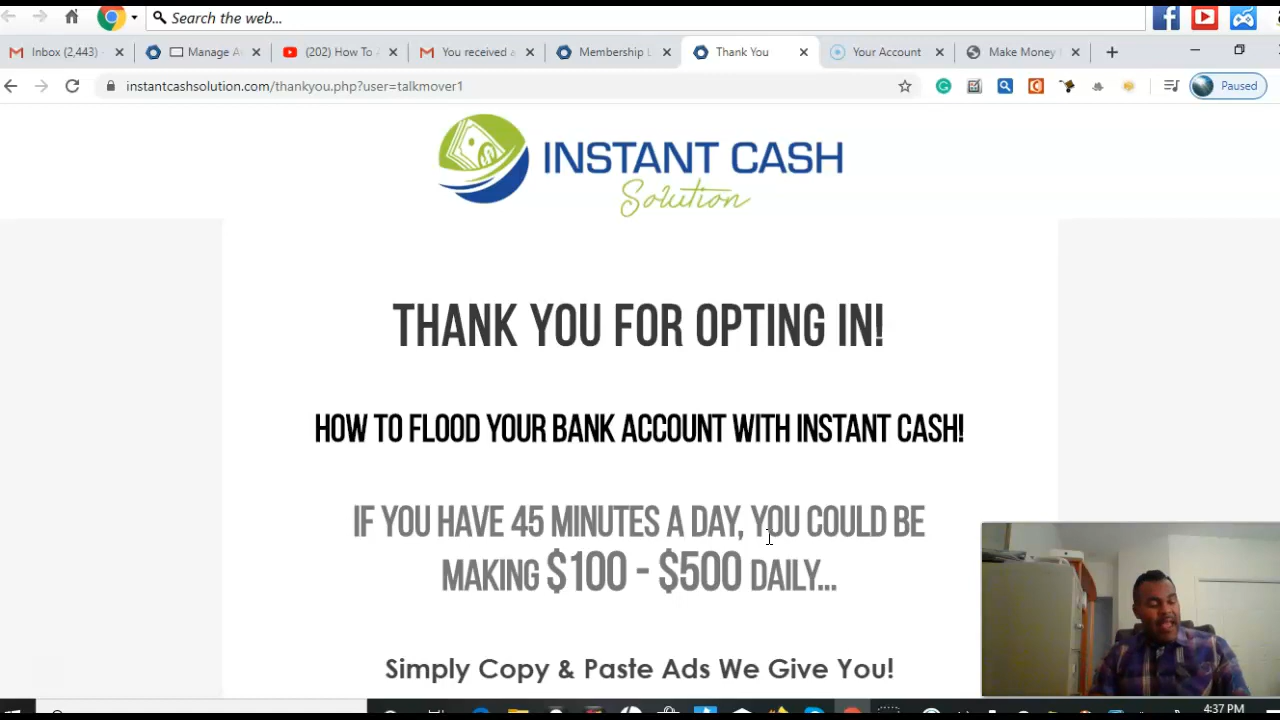 Search the web...
Inbox (2,443)
Manage A
(202) How To
You received
Membership
Thank You
Your Account
Make Money
Paused
instantcashsolution.com/thankyou.php?user=talkmover1
INSTANT CASH
Solution
THANK YOU FOR OPTING IN!
HOW TO FLOOD YOUR BANK ACCOUNT WITH INSTANT CASH!
IF YOU HAVE 45 MINUTES A DAY, YOU COULD BE
MAKING $100 - $500 DAILY...
Simply Copy & Paste Ads We Give You!
4:37 PM